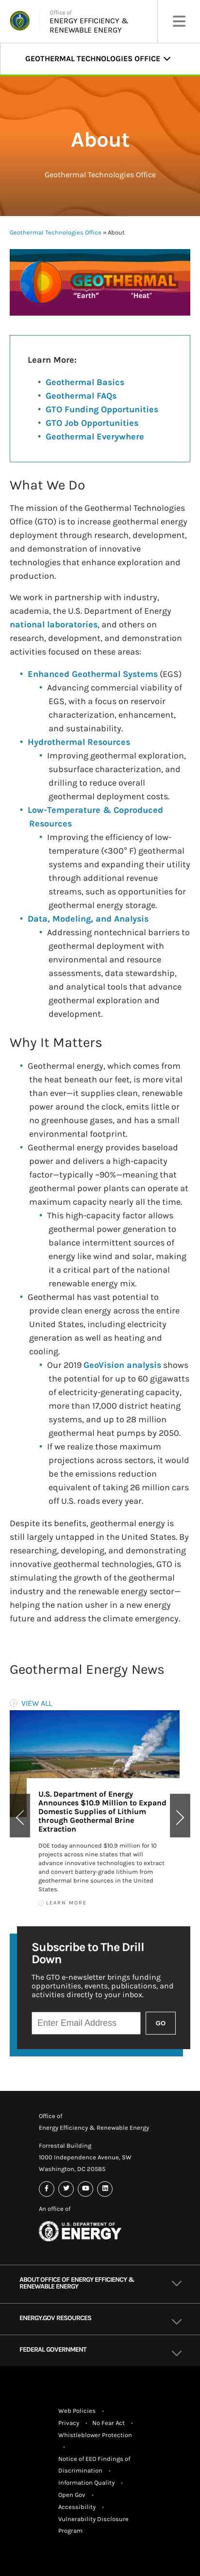 Office of
ENERGY EFFICIENCY &
RENEWABLE ENERGY
GEOTHERMAL TECHNOLOGIES OFFICE
About
Geothermal Technologies Office
Geothermal Technologies Office » About
GEOTHERMAL
"Earth" "Heat"
Learn More:
• Geothermal Basics
• Geothermal FAQs
• GTO Funding Opportunities
• GTO Job Opportunities
• Geothermal Everywhere
What We Do
The mission of the Geothermal Technologies
Office (GTO) is to increase geothermal energy
deployment through research, development,
and demonstration of innovative
technologies that enhance exploration and
production.
We work in partnership with industry,
academia, the U.S. Department of Energy
national laboratories, and others on
research, development, and demonstration
activities focused on these areas:
• Enhanced Geothermal Systems (EGS)
• Advancing commercial viability of
EGS, with a focus on reservoir
characterization, enhancement,
and sustainability.
• Hydrothermal Resources
• Improving geothermal exploration,
subsurface characterization, and
drilling to reduce overall
geothermal deployment costs.
• Low-Temperature & Coproduced
Resources
• Improving the efficiency of low-
temperature (<300° F) geothermal
systems and expanding their utility
through additional revenue
streams, such as opportunities for
geothermal energy storage.
• Data, Modeling, and Analysis
• Addressing nontechnical barriers to
geothermal deployment with
environmental and resource
assessments, data stewardship,
and analytical tools that advance
geothermal exploration and
development.
Why It Matters
• Geothermal energy, which comes from
the heat beneath our feet, is more vital
than ever—it supplies clean, renewable
power around the clock, emits little or
no greenhouse gases, and has a small
environmental footprint.
• Geothermal energy provides baseload
power and delivers a high-capacity
factor—typically ~90%—meaning that
geothermal power plants can operate at
maximum capacity nearly all the time.
• This high-capacity factor allows
geothermal power generation to
balance intermittent sources of
energy like wind and solar, making
it a critical part of the national
renewable energy mix.
• Geothermal has vast potential to
provide clean energy across the entire
United States, including electricity
generation as well as heating and
cooling.
• Our 2019 GeoVision analysis shows
the potential for up to 60 gigawatts
of electricity-generating capacity,
more than 17,000 district heating
systems, and up to 28 million
geothermal heat pumps by 2050.
• If we realize those maximum
projections across sectors, it would
be the emissions reduction
equivalent of taking 26 million cars
off U.S. roads every year.
Despite its benefits, geothermal energy is
still largely untapped in the United States. By
researching, developing, and demonstrating
innovative geothermal technologies, GTO is
stimulating the growth of the geothermal
industry and the renewable energy sector—
helping the nation usher in a new energy
future and address the climate emergency.
Geothermal Energy News
VIEW ALL
U.S. Department of Energy
Announces $10.9 Million to Expand
Domestic Supplies of Lithium
through Geothermal Brine
Extraction
DOE today announced $10.9 million for 10
projects across nine states that will
advance innovative technologies to extract
and convert battery-grade lithium from
geothermal brine sources in the United
States.
LEARN MORE
Subscribe to The Drill
Down
The GTO e-newsletter brings funding
opportunities, events, publications, and
activities directly to your inbox.
Enter Email Address
GO
Office of
Energy Efficiency & Renewable Energy
Forrestal Building
1000 Independence Avenue, SW
Washington, DC 20585
An office of
U.S. DEPARTMENT OF
ENERGY
ABOUT OFFICE OF ENERGY EFFICIENCY &
RENEWABLE ENERGY
ENERGY.GOV RESOURCES
FEDERAL GOVERNMENT
Web Policies •
Privacy • No Fear Act •
Whistleblower Protection
•
Notice of EEO Findings of
Discrimination •
Information Quality •
Open Gov •
Accessibility •
Vulnerability Disclosure
Program